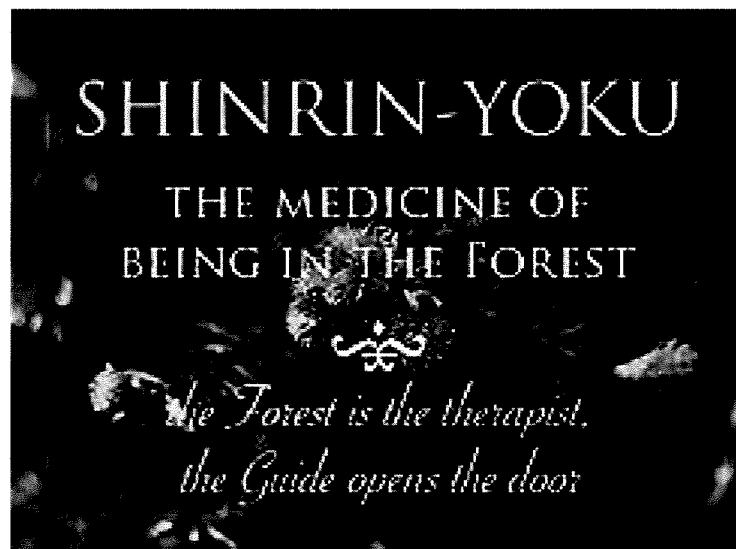 SHINRIN-YOKU
THE MEDICINE OF
BEING IN THE FOREST
the Forest is the therapist,
the Guide opens the door